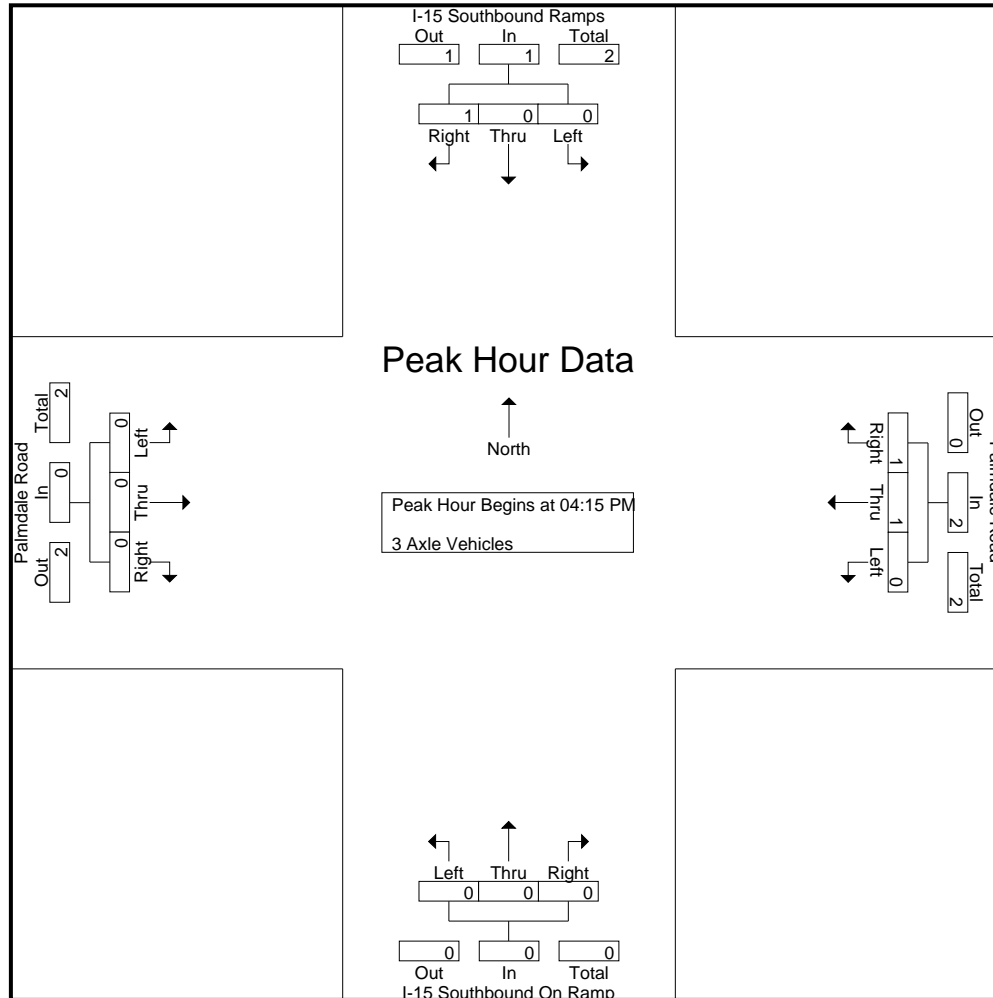 I-15 Southbound Ramps
Out In Total
1 1 2
1 0 0
Right Thru Left
Peak Hour Data
North
Peak Hour Begins at 04:15 PM
3 Axle Vehicles
Palmdale Road
Out In Total
2 0 2
0 0 0
Left Thru Right
Right Thru Left
1 1 0
Out In Total
0 2 2
Left Thru Right
0 0 0
0 0 0
Out In Total
I-15 Southbound On Ramp